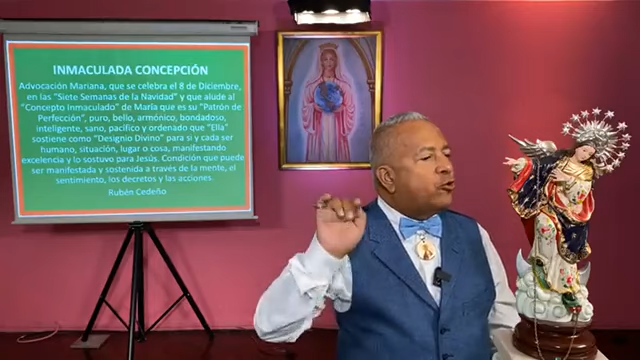 INMACULADA CONCEPCIÓN
Advocación Mariana, que se celebra el 8 de Diciembre,
en las "Siete Semanas de la Navidad" y que alude al
"Concepto Inmaculado" de María que es su "Patrón de
Perfección", puro, bello, armónico, bondadoso,
inteligente, sano, pacífico y ordenado que "Ella"
sostiene como "Designio Divino" para si y cada ser
humano, situación, lugar o cosa, manifestando
excelencia y lo sostuvo para Jesús. Condición que puede
ser manifestada y sostenida a través de la mente, el
sentimiento, los decretos y las acciones.
Rubén Cedeño